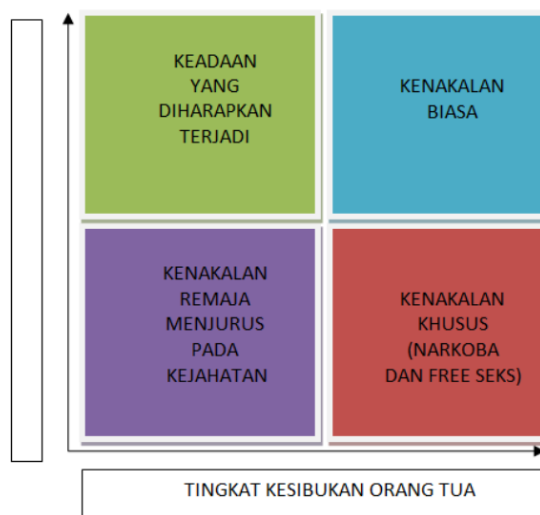 KEADAAN
YANG
DIHARAPKAN
TERJADI
KENAKALAN
BIASA
KENAKALAN
REMAJA
MENJURUS
PADA
KEJAHATAN
KENAKALAN
KHUSUS
(NARKOBA
DAN FREE SEKS)
TINGKAT KESIBUKAN ORANG TUA